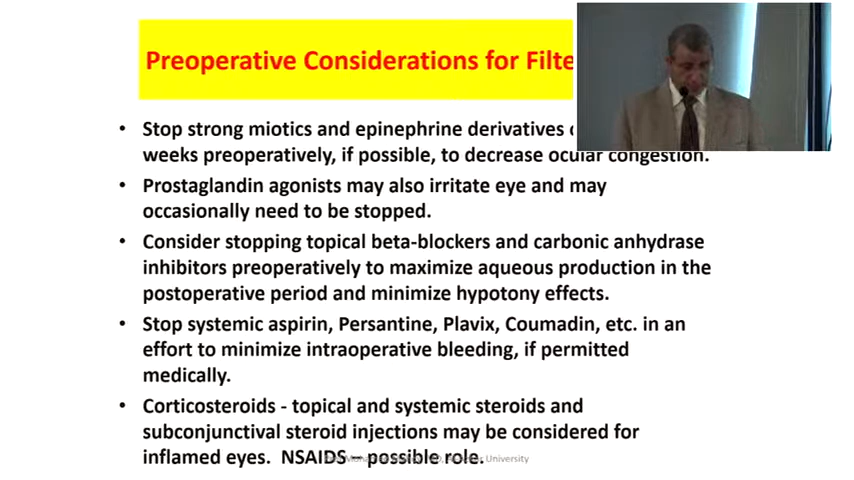 Preoperative Considerations for Filte
• Stop strong miotics and epinephrine derivatives
weeks preoperatively, if possible, to decrease ocular congestion.
• Prostaglandin agonists may also irritate eye and may
occasionally need to be stopped.
• Consider stopping topical beta-blockers and carbonic anhydrase
inhibitors preoperatively to maximize aqueous production in the
postoperative period and minimize hypotony effects.
• Stop systemic aspirin, Persantine, Plavix, Coumadin, etc. in an
effort to minimize intraoperative bleeding, if permitted
medically.
• Corticosteroids - topical and systemic steroids and
subconjunctival steroid injections may be considered for
inflamed eyes. NSAIDS – possible role.
University